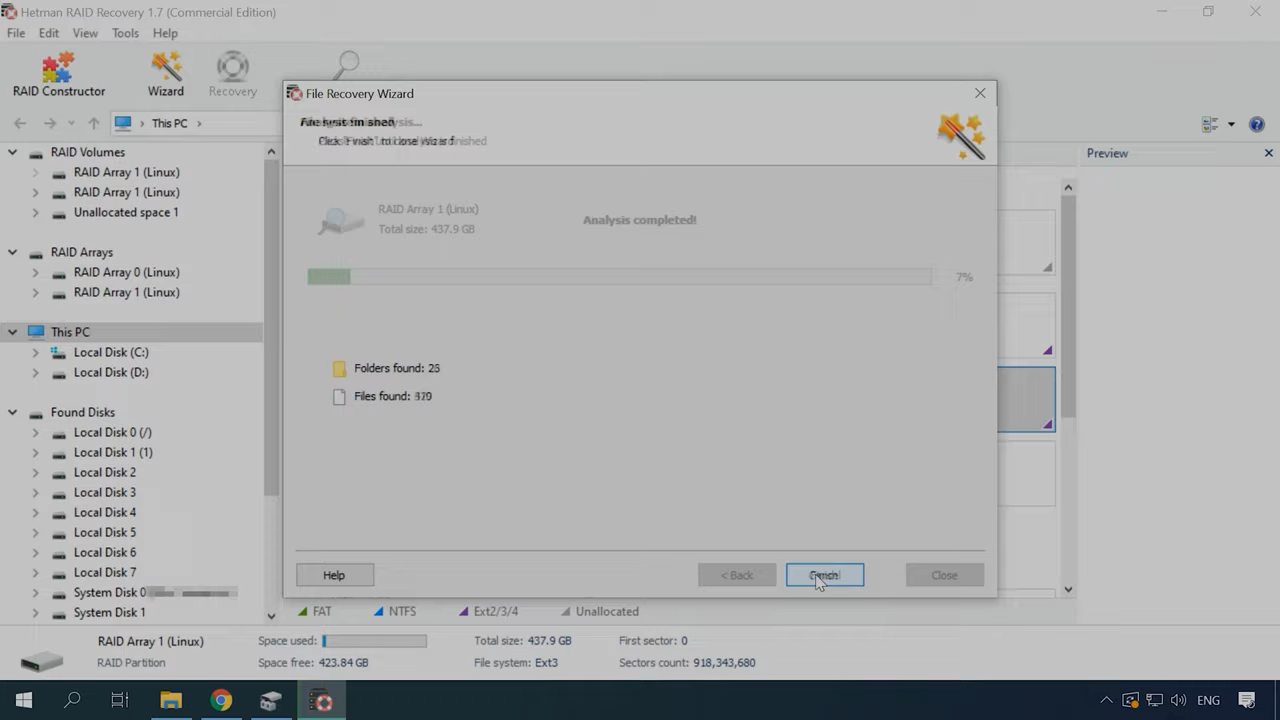 Hetman RAID Recovery 1.7 (Commercial Edition)
File Edit View Tools Help
RAID Constructor
Wizard
Recovery
This PC
RAID Volumes
RAID Array 1 (Linux)
RAID Array 1 (Linux)
Unallocated space 1
RAID Arrays
RAID Array 0 (Linux)
RAID Array 1 (Linux)
This PC
Local Disk (C:)
Local Disk (D:)
Found Disks
Local Disk 0 (/)
Local Disk 1 (1)
Local Disk 2
Local Disk 3
Local Disk 4
Local Disk 5
Local Disk 6
Local Disk 7
System Disk 0
System Disk 1
File Recovery Wizard
RAID Array 1 (Linux)
Total size: 437.9 GB
Analysis completed!
7%
Folders found:
Files found:
Help
< Back
Close
Preview
FAT
NTFS
Ext2/3/4
Unallocated
RAID Array 1 (Linux)
RAID Partition
Space used:
Space free: 423.84 GB
Total size: 437.9 GB
File system: Ext3
First sector: 0
Sectors count: 918,343,680
ENG